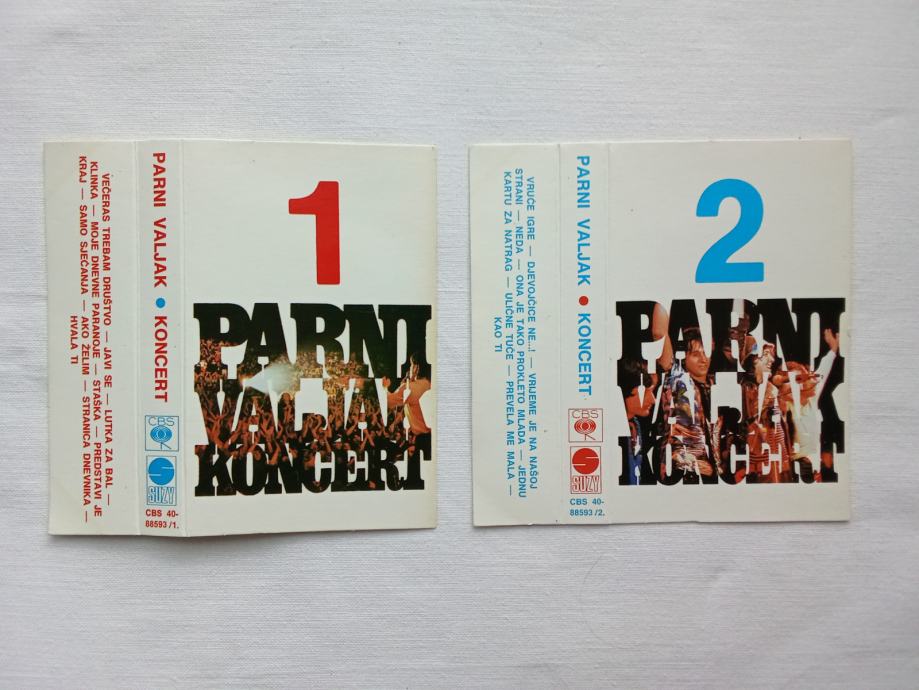 VEČERAS TREBAM DRUŠTVO — JAVI SE — LUTKA ZA BAL —
KLINKA — MOJE DNEVNE PARANOJE — STAŠKA — PREDSTAVI JE
KRAJ — SAMO SJEĆANJA — AKO ŽELIM — STRANICA DNEVNIKA —
HVALA TI
PARNI VALJAK • KONCERT
CBS
SUZY
CBS 40-
88593/1.
1
PARNI
VALJAK
KONCERT
VRUĆE IGRE — DJEVOJČICE NE...! — VRIJEME JE NA NAŠOJ
STRANI — NEDA — ONA JE TAKO PROKLETO MLADA — JEDNU
KARTU ZA NATRAG — ULIČNE TUČE — PREVELA ME MALA —
KAO TI
PARNI VALJAK • KONCERT
CBS
SUZY
CBS 40-
88593/2.
2
PARNI
VALJAK
KONCERT